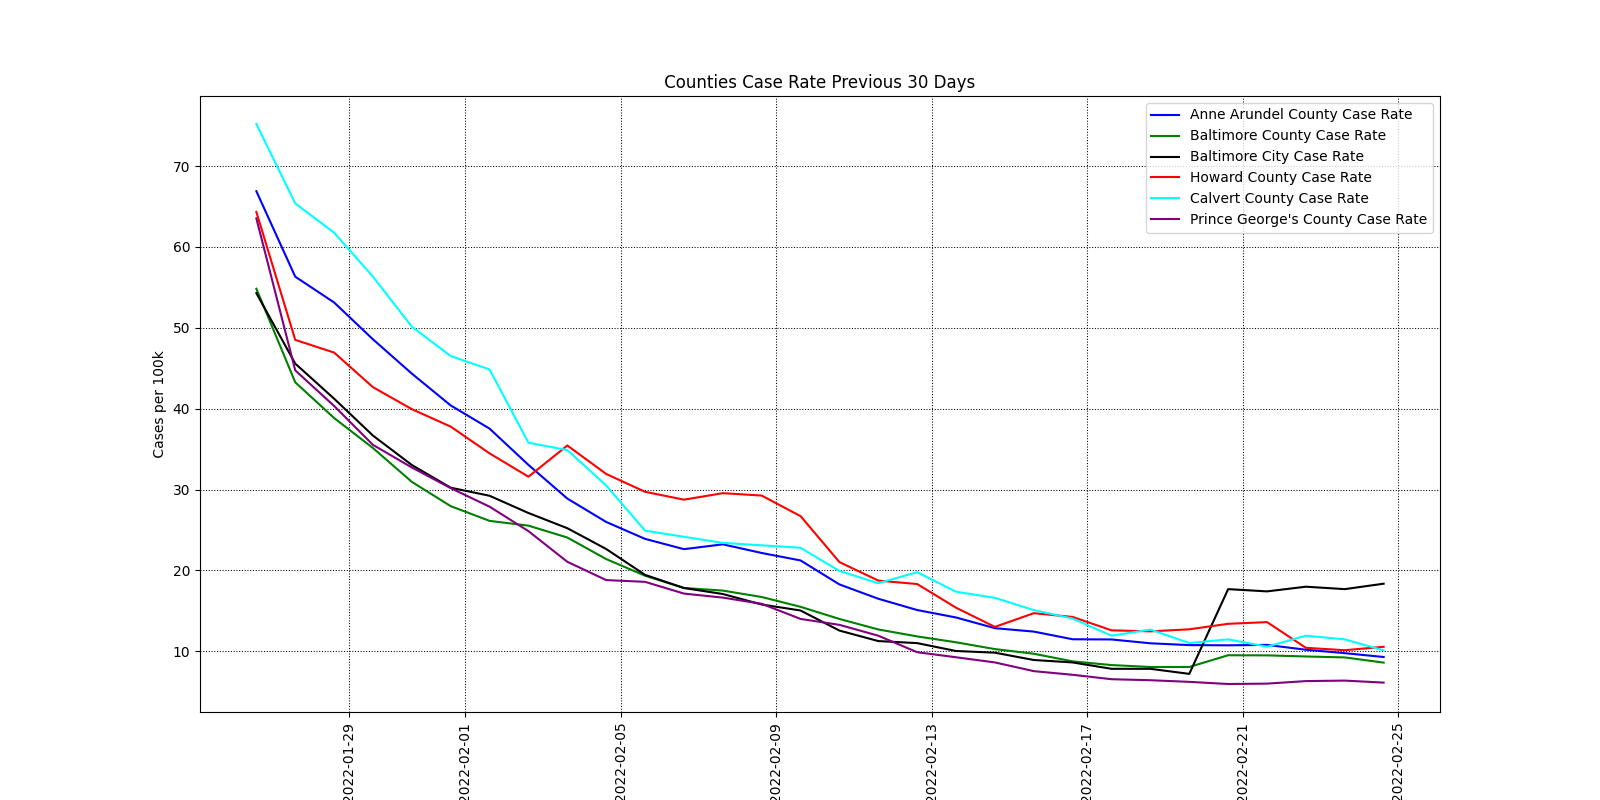 Counties Case Rate Previous 30 Days
Anne Arundel County Case Rate
Baltimore County Case Rate
Baltimore City Case Rate
Howard County Case Rate
Calvert County Case Rate
Prince George's County Case Rate
Cases per 100k
70
60
50
40
30
20
10
2022-01-29
2022-02-01
2022-02-05
2022-02-09
2022-02-13
2022-02-17
2022-02-21
2022-02-25